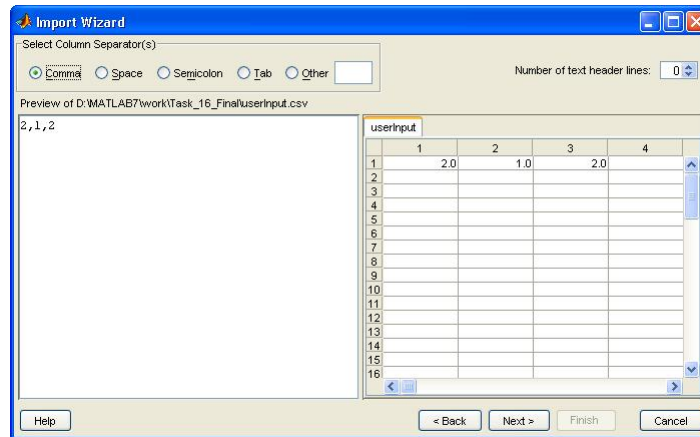 Import Wizard
Select Column Separator(s)
Comma Space Semicolon Tab Other
Number of text header lines: 0
Preview of D:\MATLAB7\work\Task_16_Final\userInput.csv
2,1,2
userInput
1 2 3 4
1 2.0 1.0 2.0
2
3
4
5
6
7
8
9
10
11
12
13
14
15
16
Help < Back Next > Finish Cancel